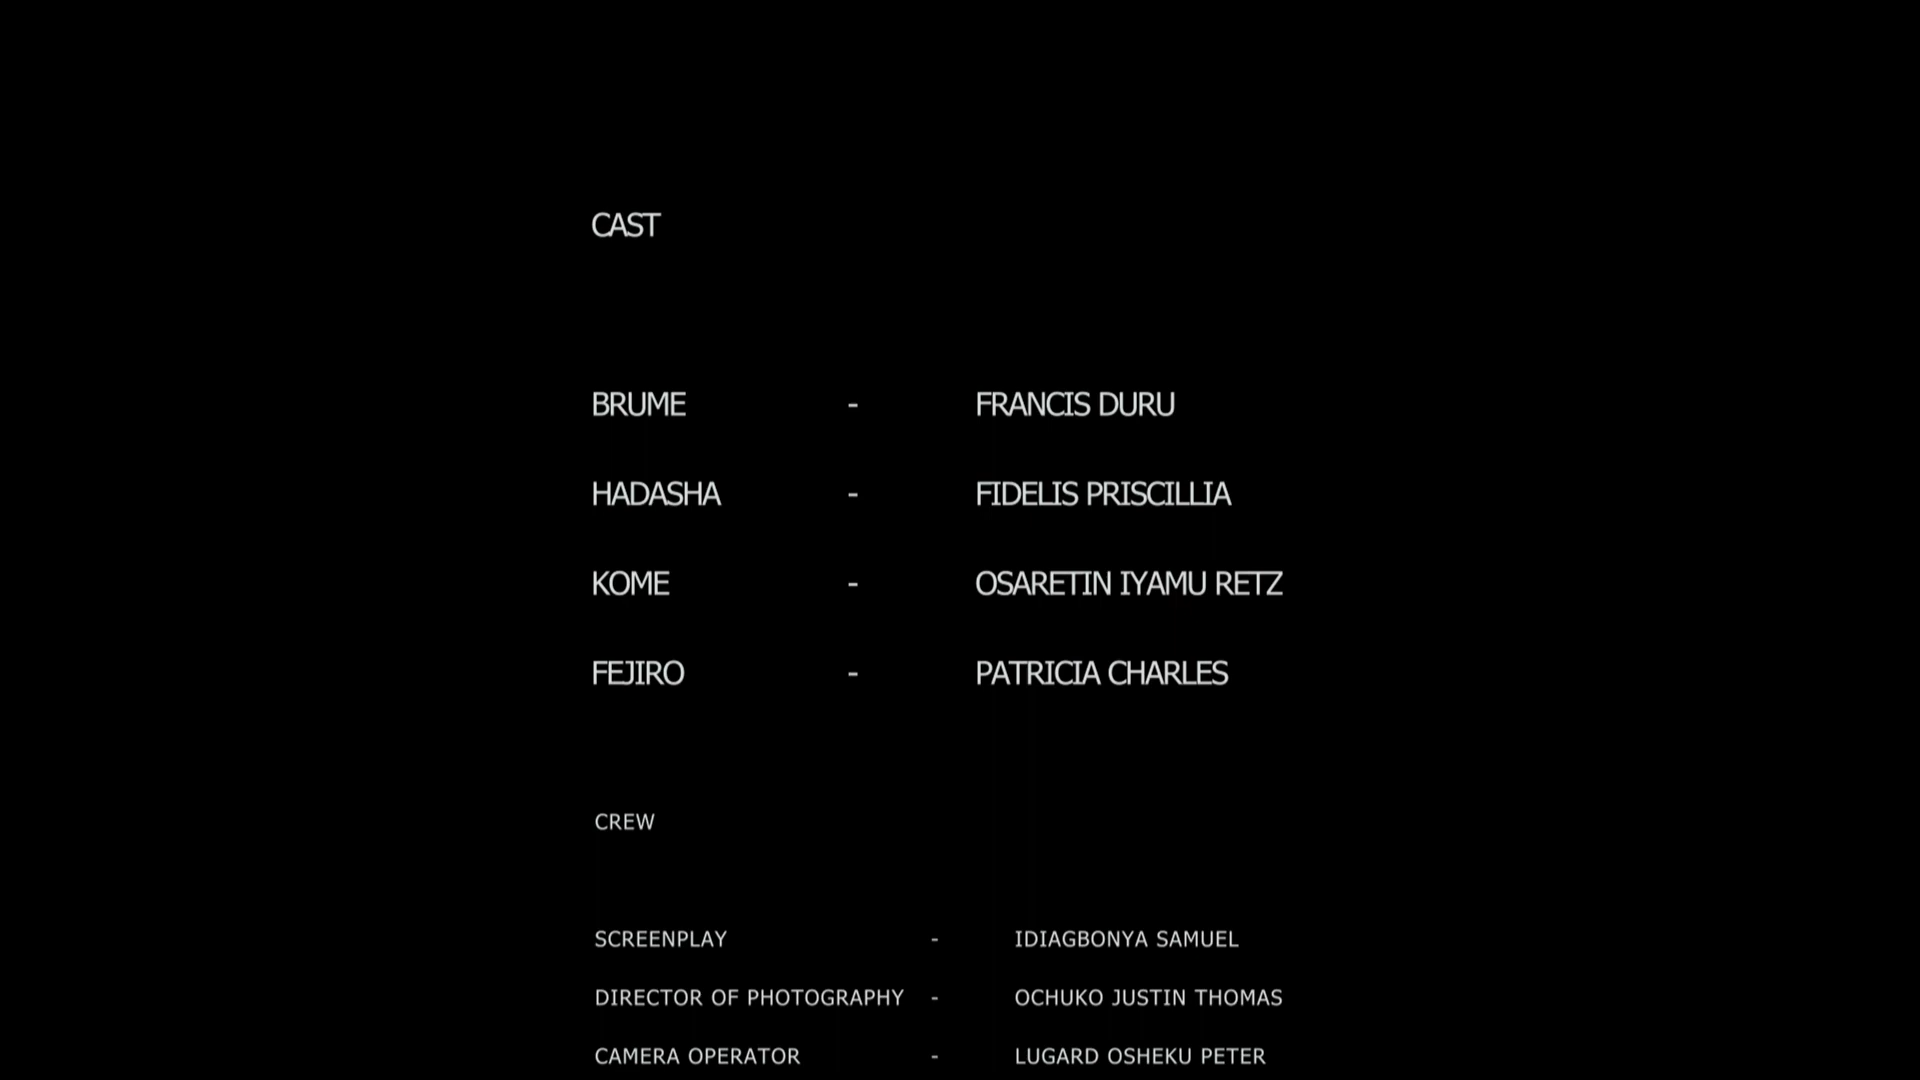 CAST
BRUME - FRANCIS DURU
HADASHA - FIDELIS PRISCILLIA
KOME - OSARETIN IYAMU RETZ
FEJIRO - PATRICIA CHARLES
CREW
SCREENPLAY - IDIAGBONYA SAMUEL
DIRECTOR OF PHOTOGRAPHY - OCHUKO JUSTIN THOMAS
CAMERA OPERATOR - LUGARD OSHEKU PETER